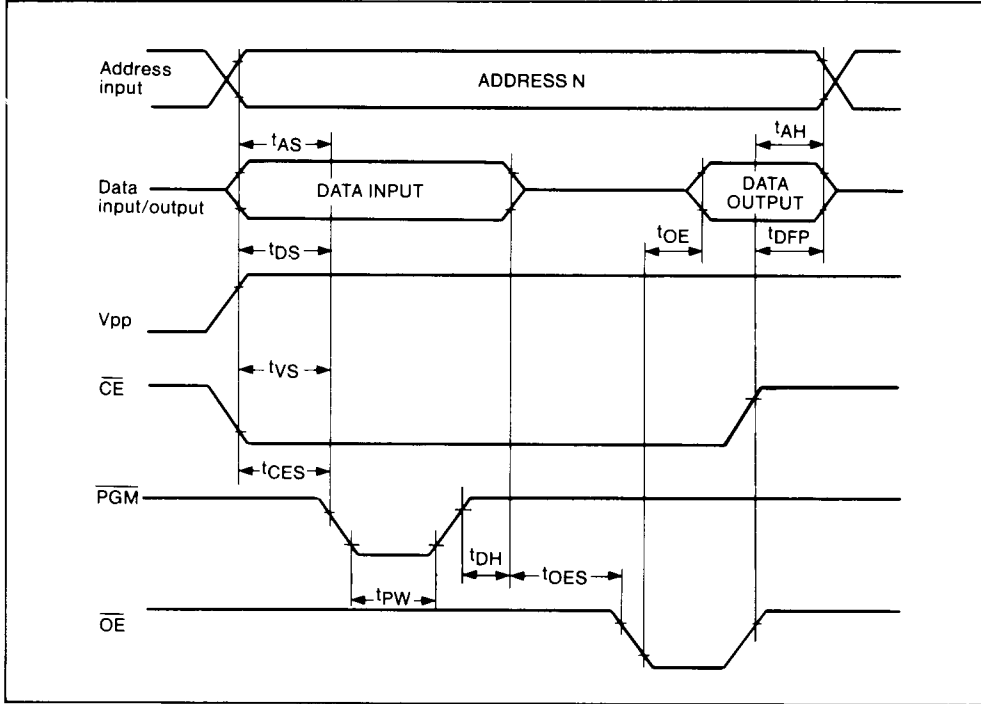 Address
input
ADDRESS N
tAS
tAH
Data
input/output
DATA INPUT
DATA
OUTPUT
tDS
tOE
tDFP
Vpp
tVS
CE
tCES
PGM
tDH
tOES
tPW
OE